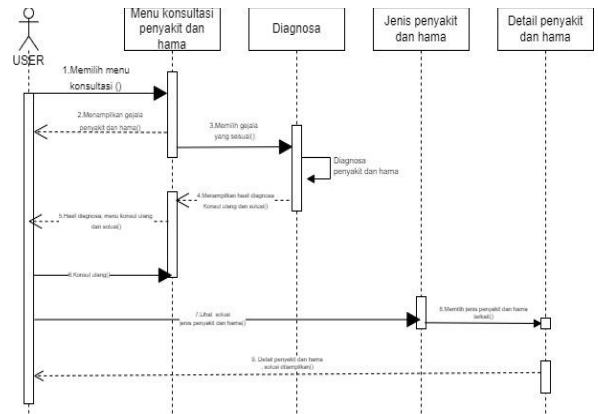 Menu konsultasi
penyakit dan
hama
Diagnosa
Jenis penyakit
dan hama
Detail penyakit
dan hama
USER
1.Memilih menu
konsultasi ()
2.Menampilkan gejala
penyakit dan hama()
3.Memilih gejala
yang sesuai()
Diagnosa
penyakit dan hama
4.Menampilkan hasil diagnosa
Konsul ulang dan solusi()
5.Hasil diagnosa, menu konsul ulang
dan solusi()
6.Konsul ulang()
7.Lihat solusi
jenis penyakit dan hama()
8.Memilih jenis penyakit dan hama
terkait()
9. Detail penyakit dan hama
, solusi ditampilkan()